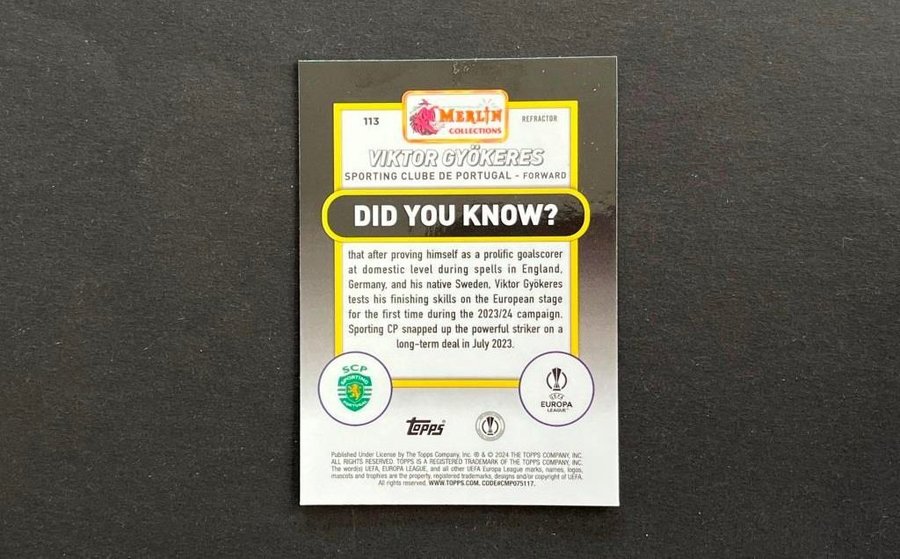 113
MERLIN
COLLECTIONS
REFRACTOR
VIKTOR GYÖKERES
SPORTING CLUBE DE PORTUGAL - FORWARD
DID YOU KNOW?
that after proving himself as a prolific goalscorer
at domestic level during spells in England,
Germany, and his native Sweden, Viktor Gyökeres
tests his finishing skills on the European stage
for the first time during the 2023/24 campaign.
Sporting CP snapped up the powerful striker on a
long-term deal in July 2023.
SCP
SPORTING
PORTUGAL
UEFA
EUROPA
LEAGUE™
Topps®
Published Under License by The Topps Company, Inc. ® & © 2024 THE TOPPS COMPANY, INC.
ALL RIGHTS RESERVED. TOPPS IS A REGISTERED TRADEMARK OF THE TOPPS COMPANY, INC.
The word(s) UEFA, EUROPA LEAGUE, and all other UEFA Europa League marks, names, logos,
mascots and trophies are the property, registered trademarks, designs and/or copyright of UEFA.
All rights reserved. WWW.TOPPS.COM. CODE#CMP075117.